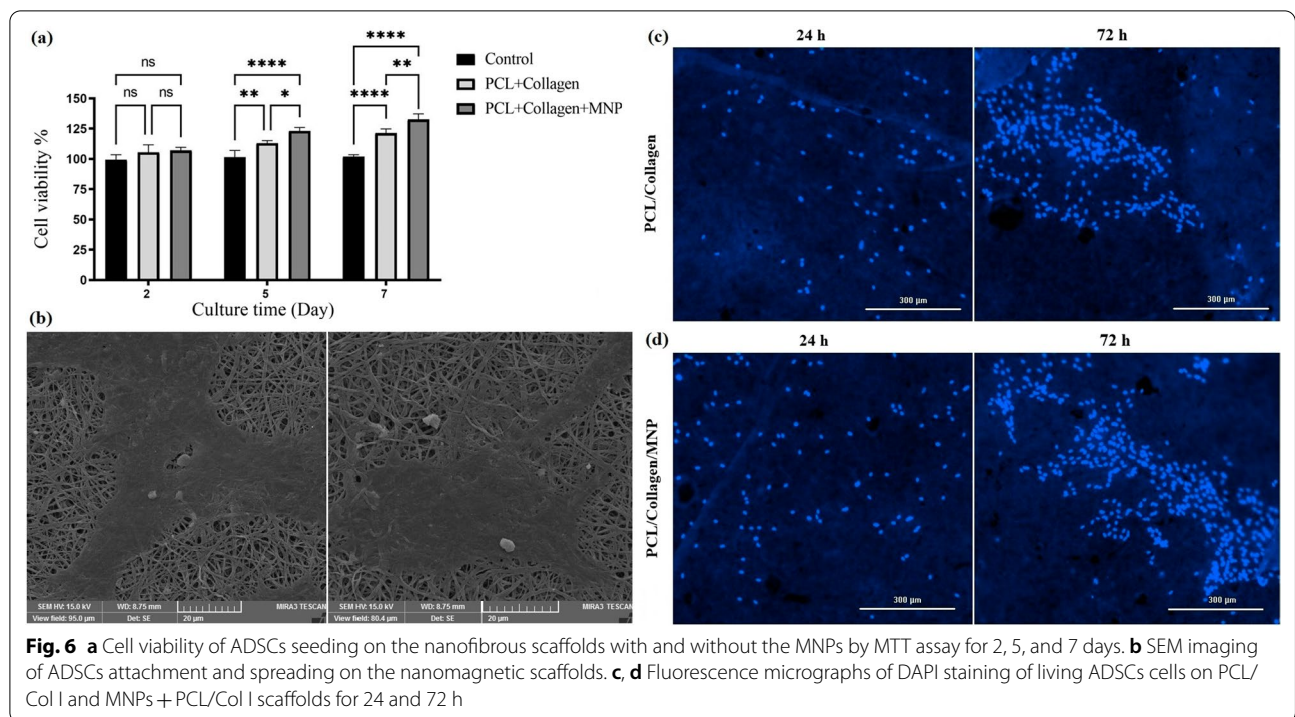 (a)
ns
ns
ns
****
**
*
****
****
**
Control
PCL+Collagen
PCL+Collagen+MNP
Cell viability %
150
125
100
75
50
25
0
2
5
7
Culture time (Day)
(b)
SEM HV: 15.0 kV
WD: 8.75 mm
MIRA3 TESCAN
View field: 95.0 µm
Det: SE
20 µm
SEM HV: 15.0 kV
WD: 8.75 mm
MIRA3 TESCAN
View field: 80.4 µm
Det: SE
20 µm
(c)
24 h
72 h
PCL/Collagen
300 µm
300 µm
(d)
24 h
72 h
PCL/Collagen/MNP
300 µm
300 µm
Fig. 6 a Cell viability of ADSCs seeding on the nanofibrous scaffolds with and without the MNPs by MTT assay for 2, 5, and 7 days. b SEM imaging
of ADSCs attachment and spreading on the nanomagnetic scaffolds. c, d Fluorescence micrographs of DAPI staining of living ADSCs cells on PCL/
Col I and MNPs + PCL/Col I scaffolds for 24 and 72 h